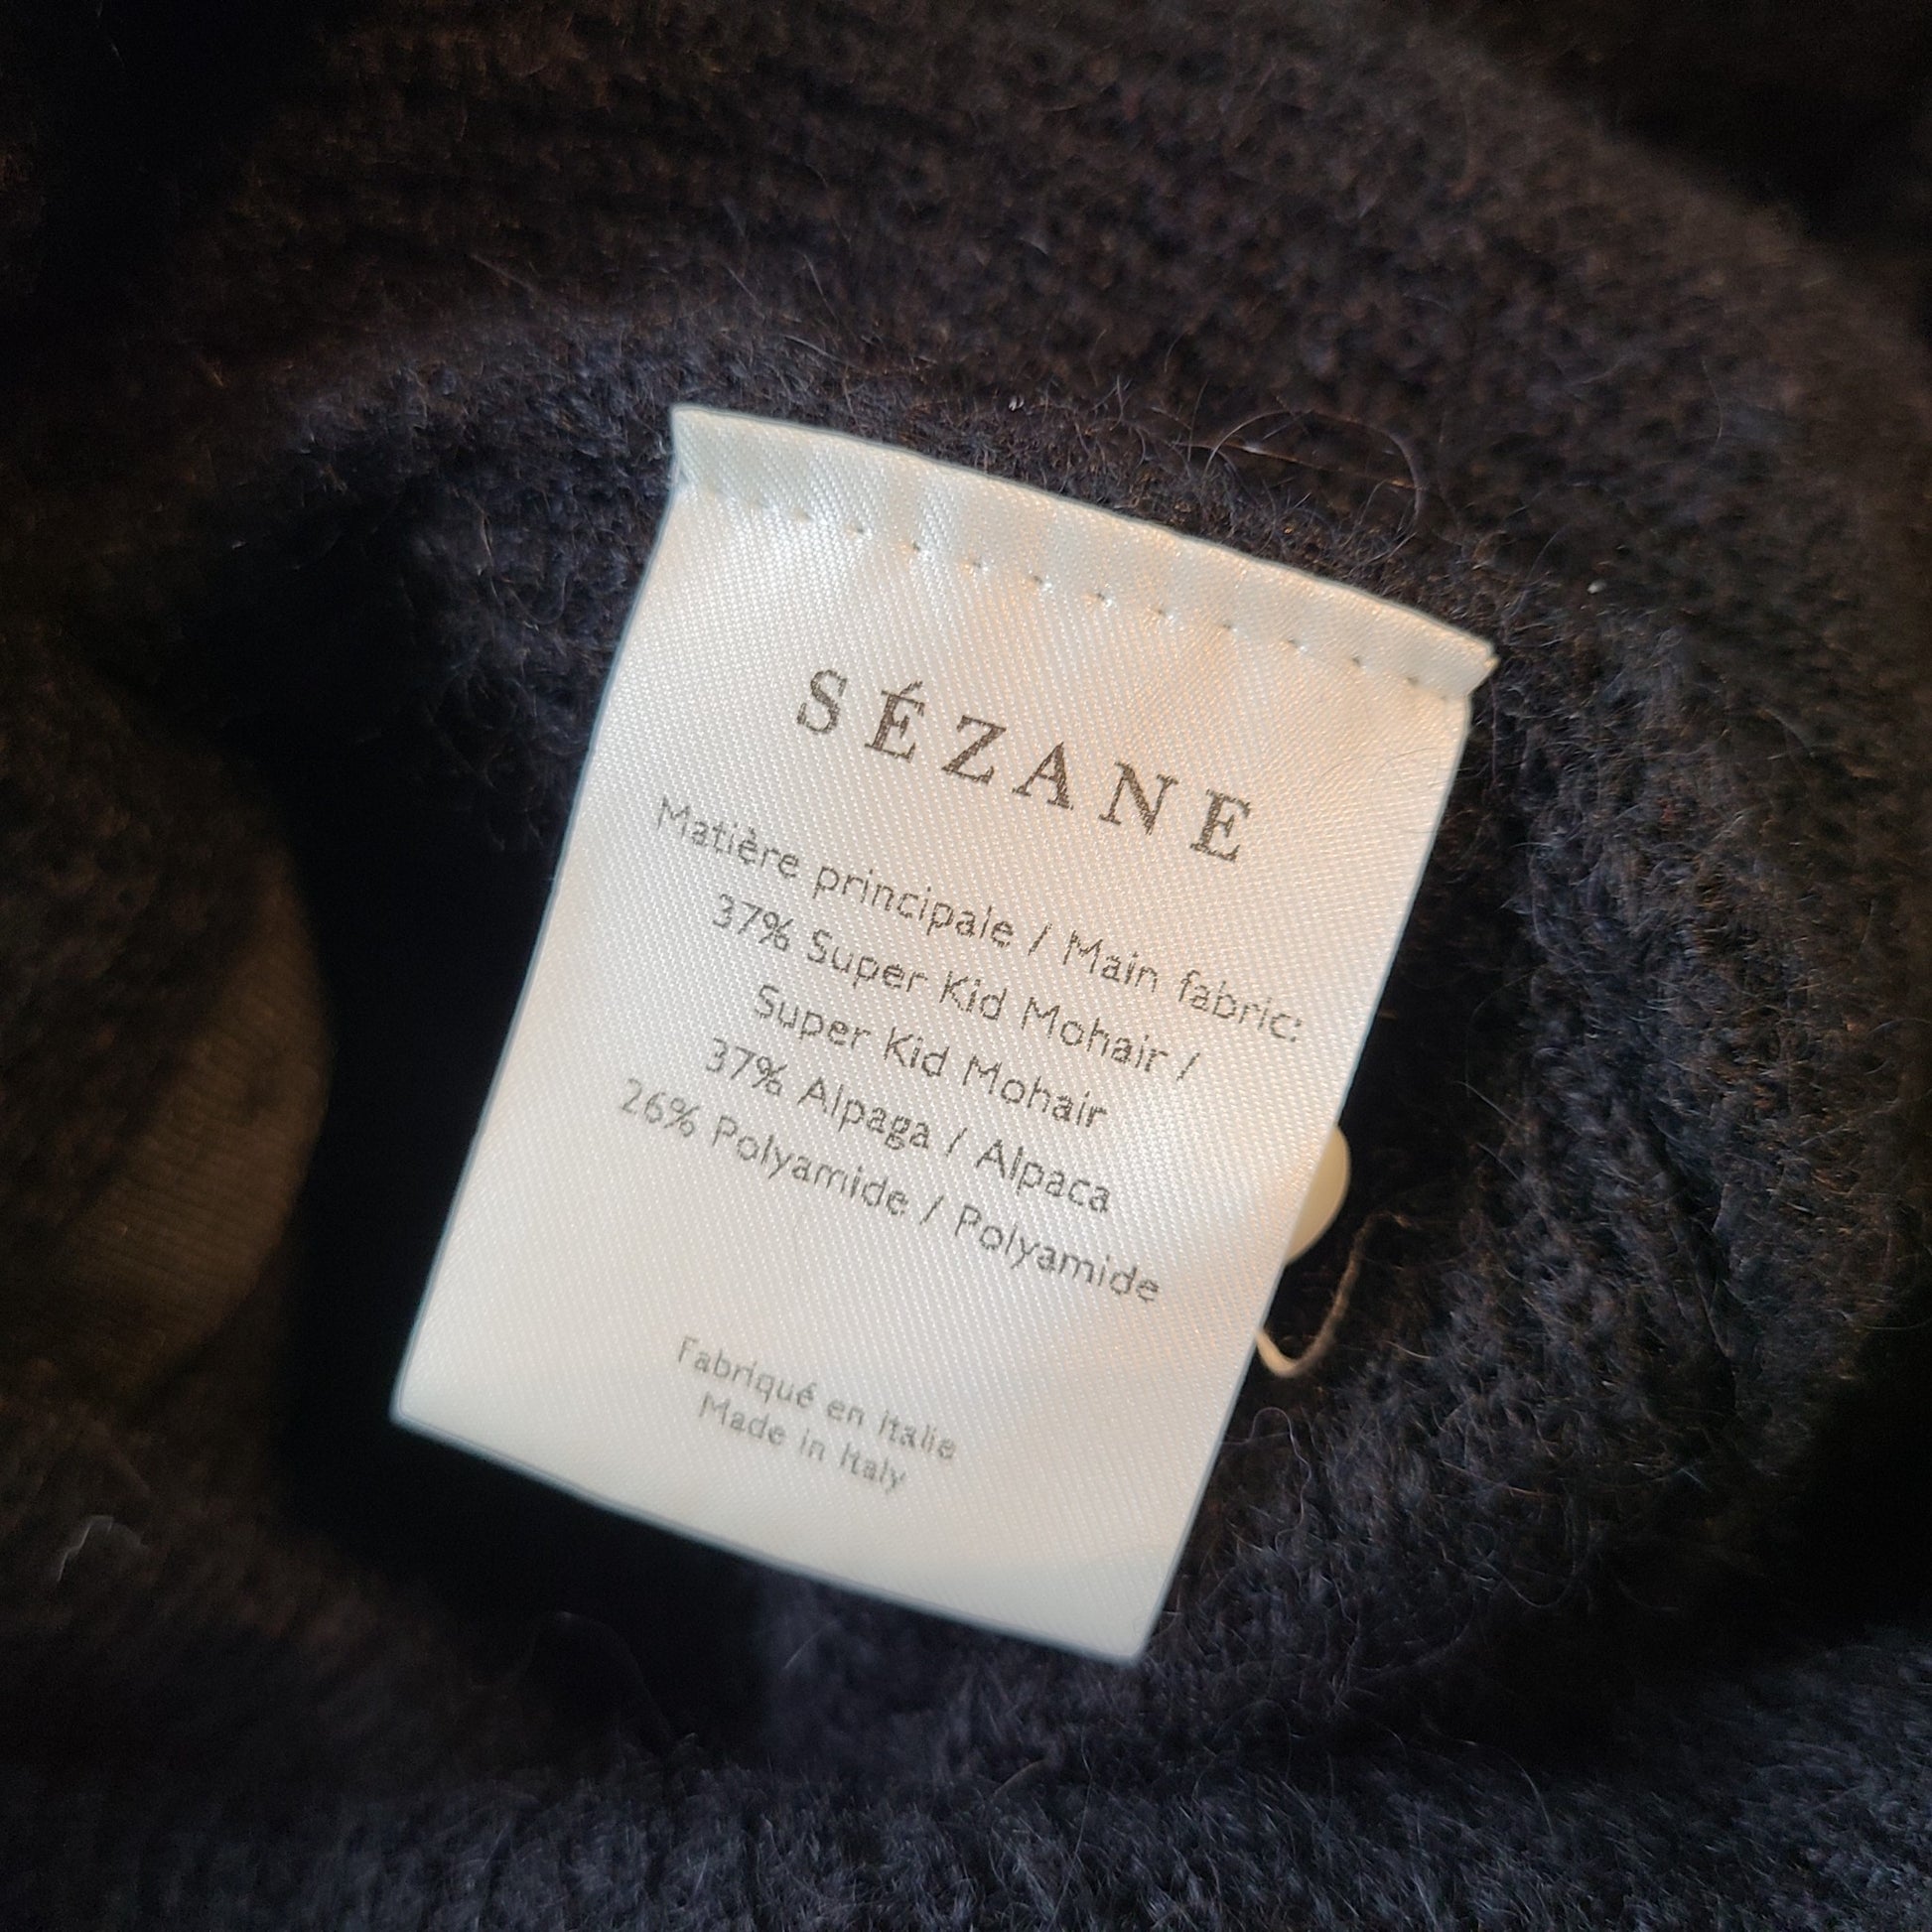 SÉZANE
Matière principale / Main fabric:
37% Super Kid Mohair /
Super Kid Mohair
37% Alpaga / Alpaca
26% Polyamide / Polyamide
Fabriqué en Italie
Made in Italy